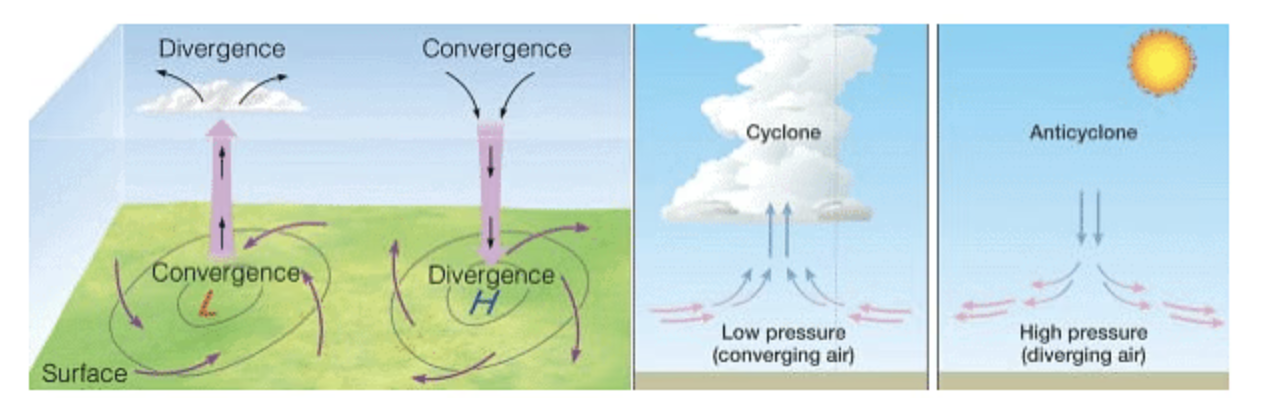 Divergence
Convergence
Convergence
L
Divergence
H
Surface
Cyclone
Low pressure
(converging air)
Anticyclone
High pressure
(diverging air)